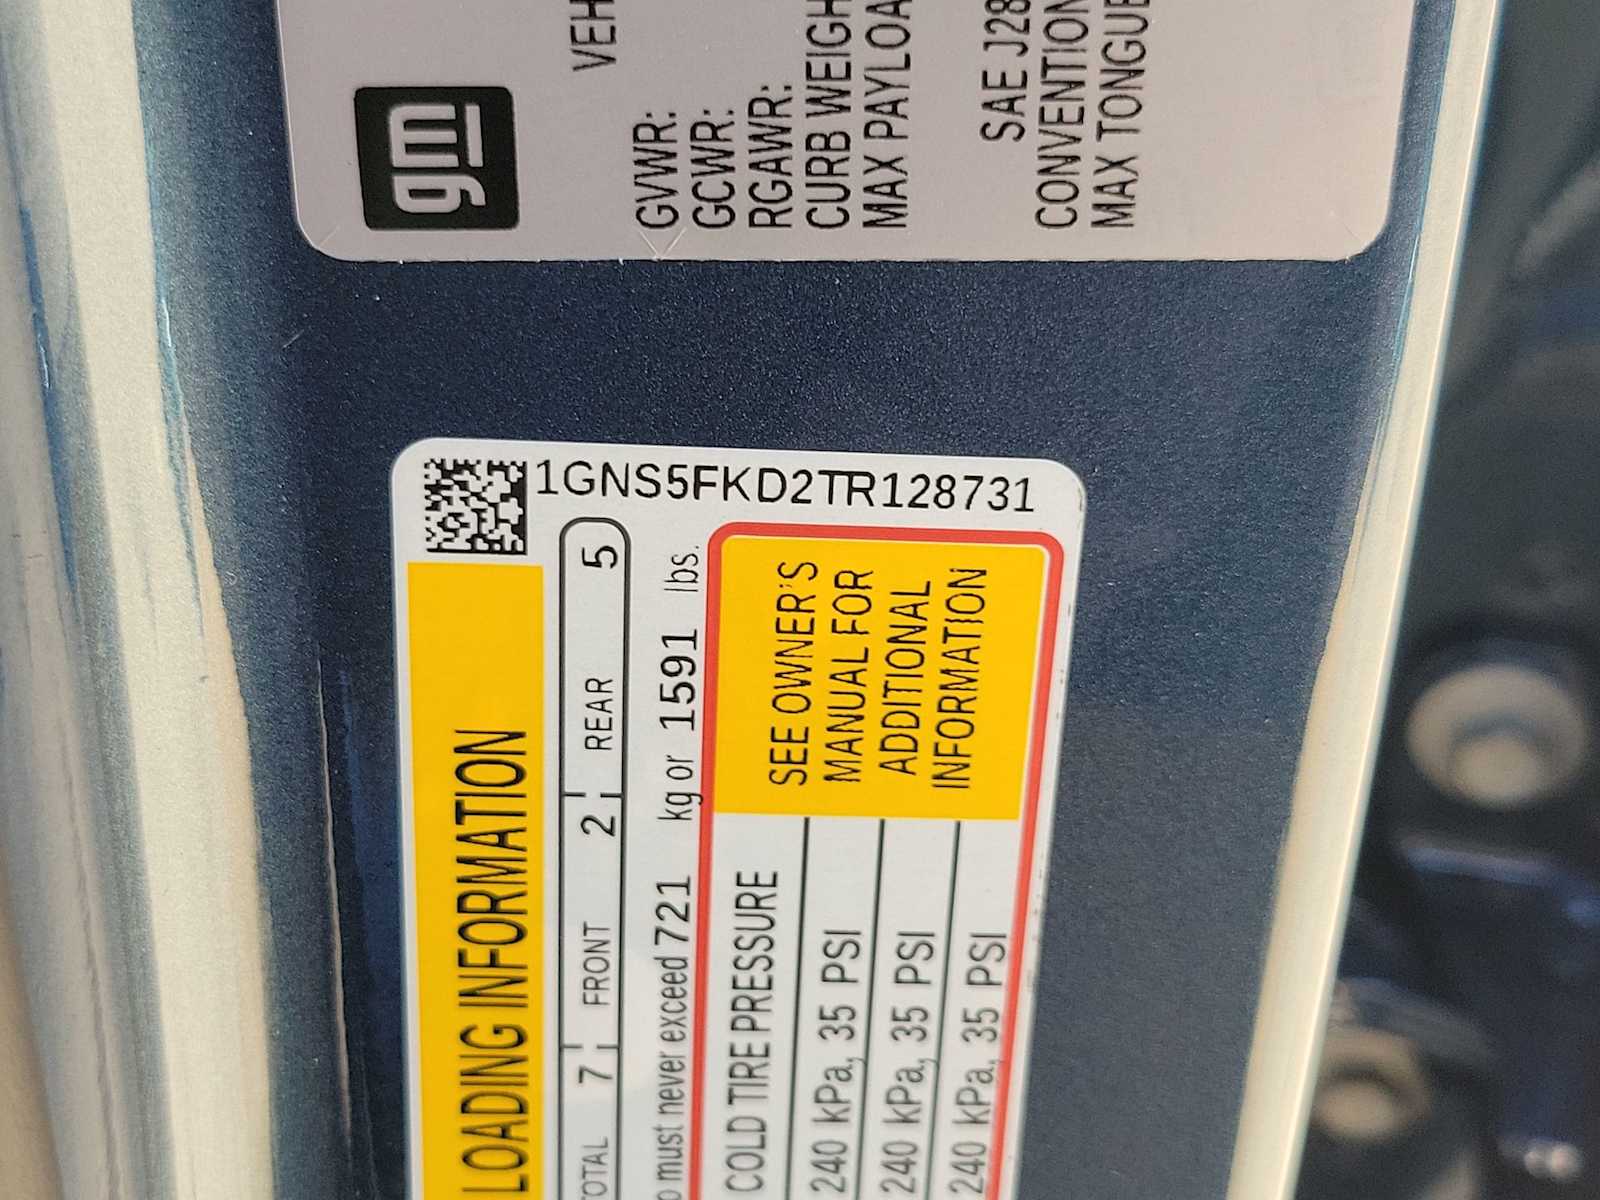 gm
VEH
GVWR:
GCWR:
RGAWR:
CURB WEIGH
MAX PAYLOA
SAE J28
CONVENTION
MAX TONGUE
1GNS5FKD2TR128731
LOADING INFORMATION
TOTAL 7 FRONT 2 REAR 5
o must never exceed 721 kg or 1591 lbs.
COLD TIRE PRESSURE
240 kPa, 35 PSI
240 kPa, 35 PSI
240 kPa, 35 PSI
SEE OWNER'S
MANUAL FOR
ADDITIONAL
INFORMATION